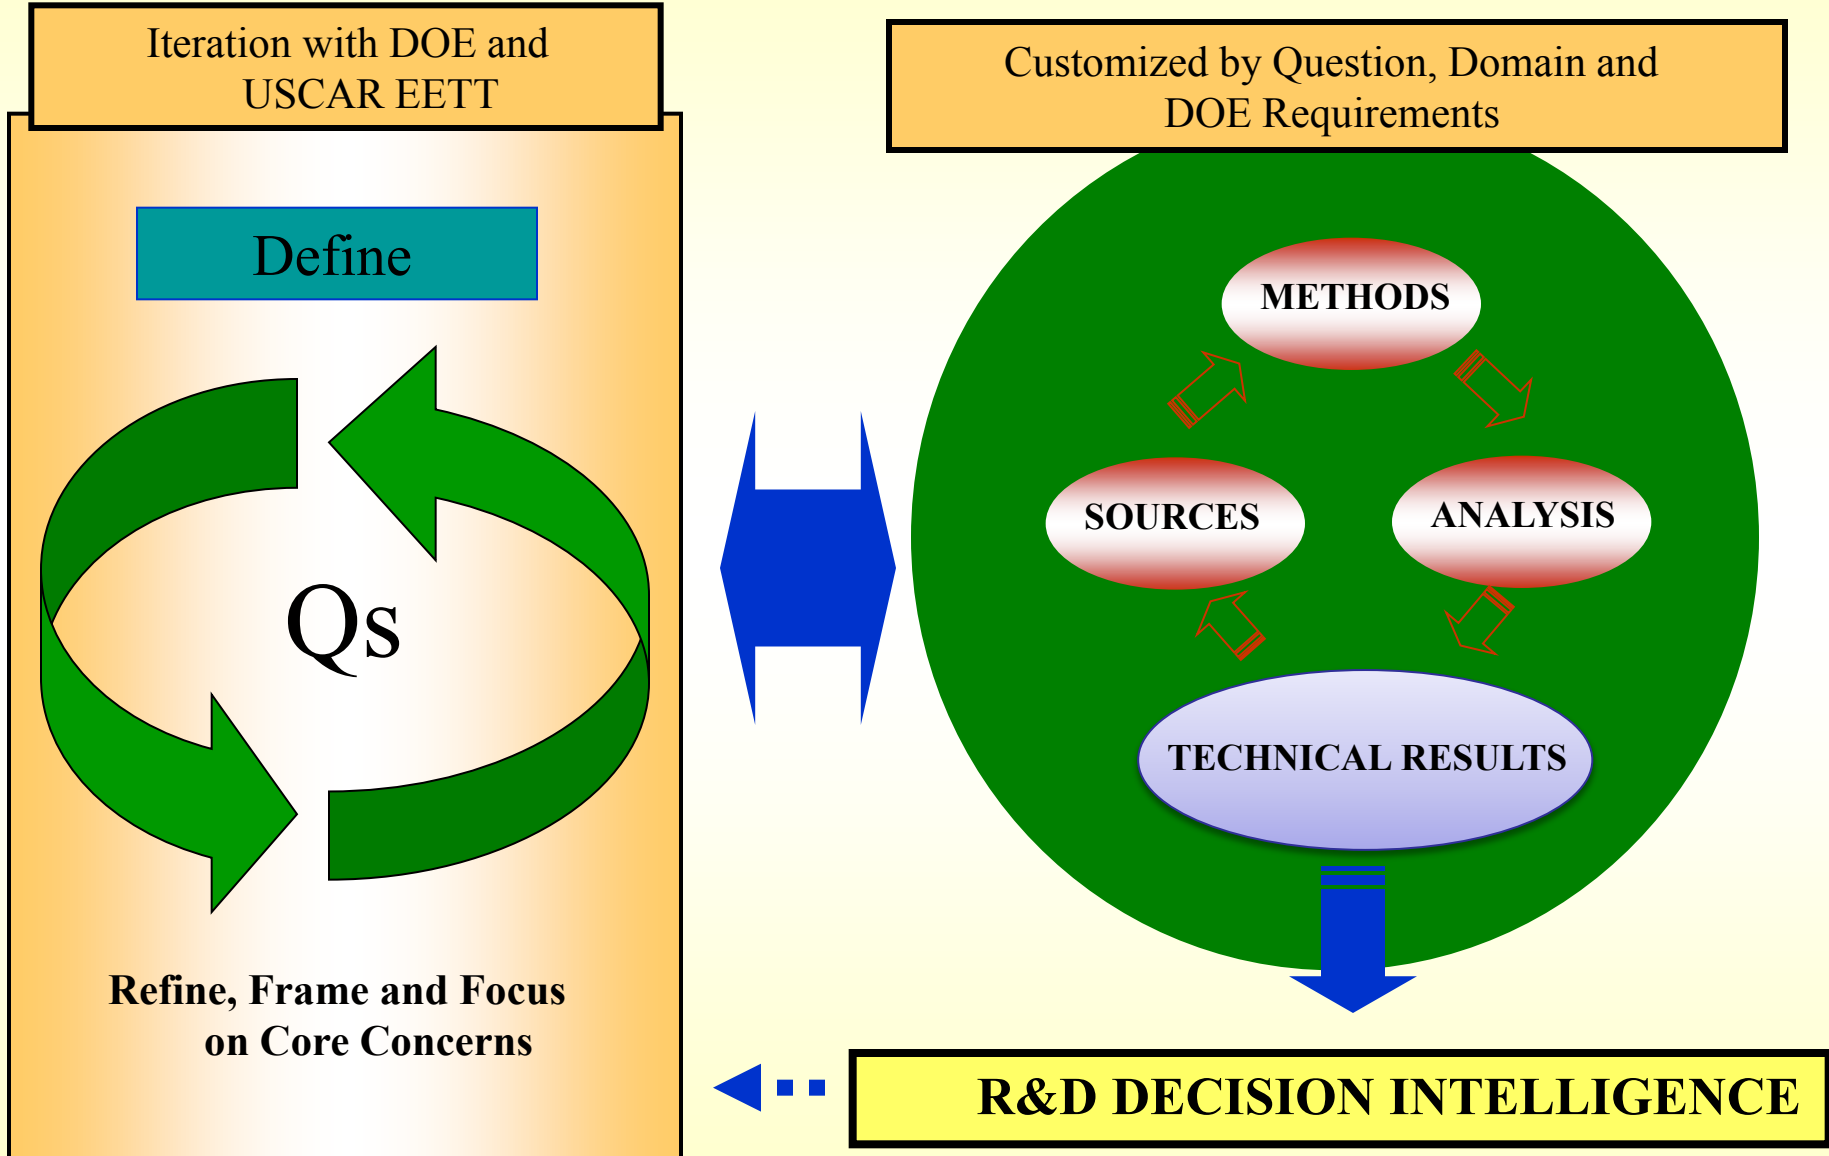 Iteration with DOE and
USCAR EETT
Define
Qs
Refine, Frame and Focus
on Core Concerns
Customized by Question, Domain and
DOE Requirements
METHODS
SOURCES
ANALYSIS
TECHNICAL RESULTS
R&D DECISION INTELLIGENCE